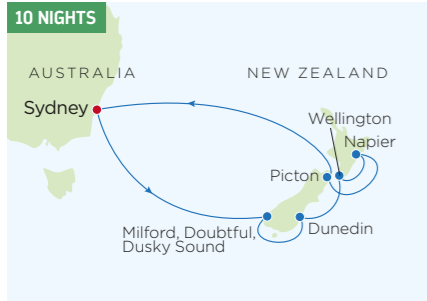 10 NIGHTS
AUSTRALIA
NEW ZEALAND
Sydney
Wellington
Napier
Picton
Milford, Doubtful,
Dusky Sound
Dunedin